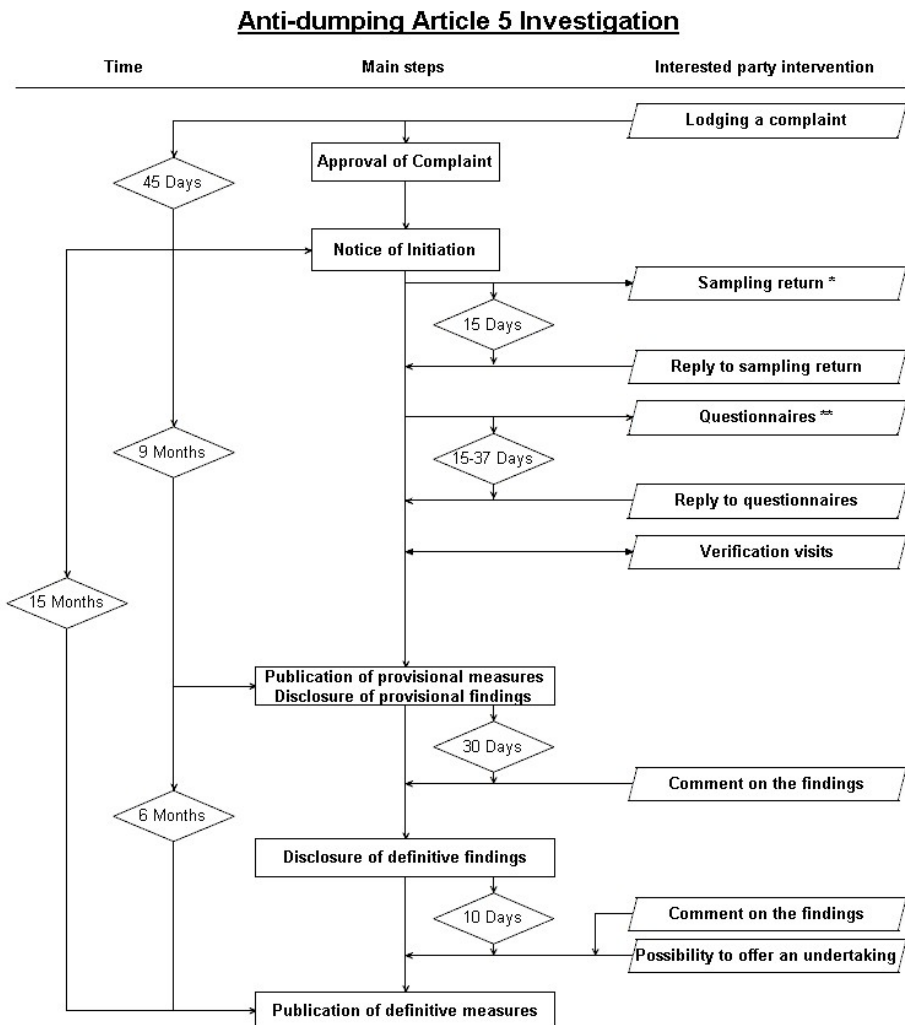 Anti-dumping Article 5 Investigation
Time
Main steps
Interested party intervention
Lodging a complaint
Approval of Complaint
45 Days
Notice of Initiation
Sampling return *
15 Days
Reply to sampling return
Questionnaires **
9 Months
15-37 Days
Reply to questionnaires
Verification visits
15 Months
Publication of provisional measures
Disclosure of provisional findings
30 Days
Comment on the findings
6 Months
Disclosure of definitive findings
10 Days
Comment on the findings
Possibility to offer an undertaking
Publication of definitive measures